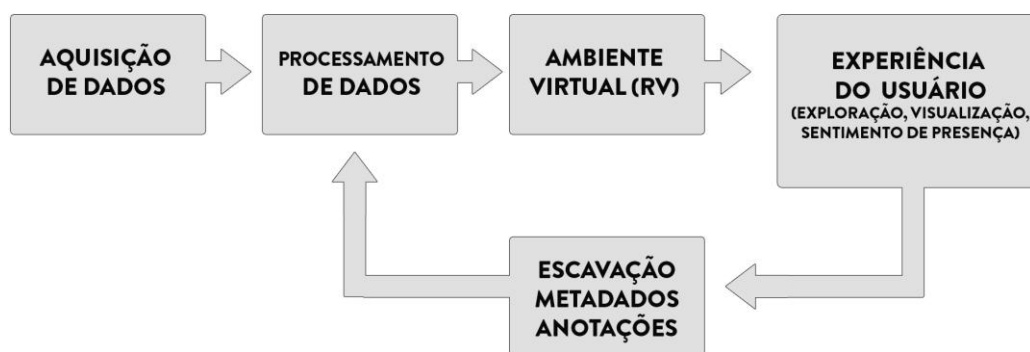 AQUISIÇÃO
DE DADOS
PROCESSAMENTO
DE DADOS
AMBIENTE
VIRTUAL (RV)
EXPERIÊNCIA
DO USUÁRIO
(EXPLORAÇÃO, VISUALIZAÇÃO,
SENTIMENTO DE PRESENÇA)
ESCAVAÇÃO
METADADOS
ANOTAÇÕES